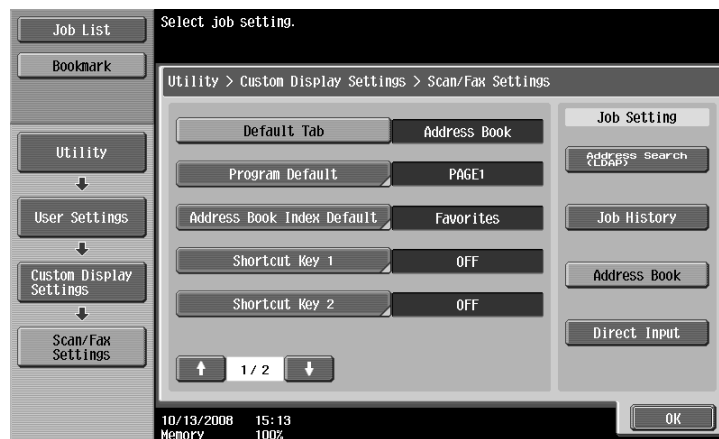 Job List
Bookmark
Select job setting.
Utility > Custom Display Settings > Scan/Fax Settings
Utility
User Settings
Custom Display
Settings
Scan/Fax
Settings
Default Tab Address Book
Program Default PAGE1
Address Book Index Default Favorites
Shortcut Key 1 OFF
Shortcut Key 2 OFF
1/2
Job Setting
Address Search
(LDAP)
Job History
Address Book
Direct Input
10/13/2008 15:13
Memory 100%
OK